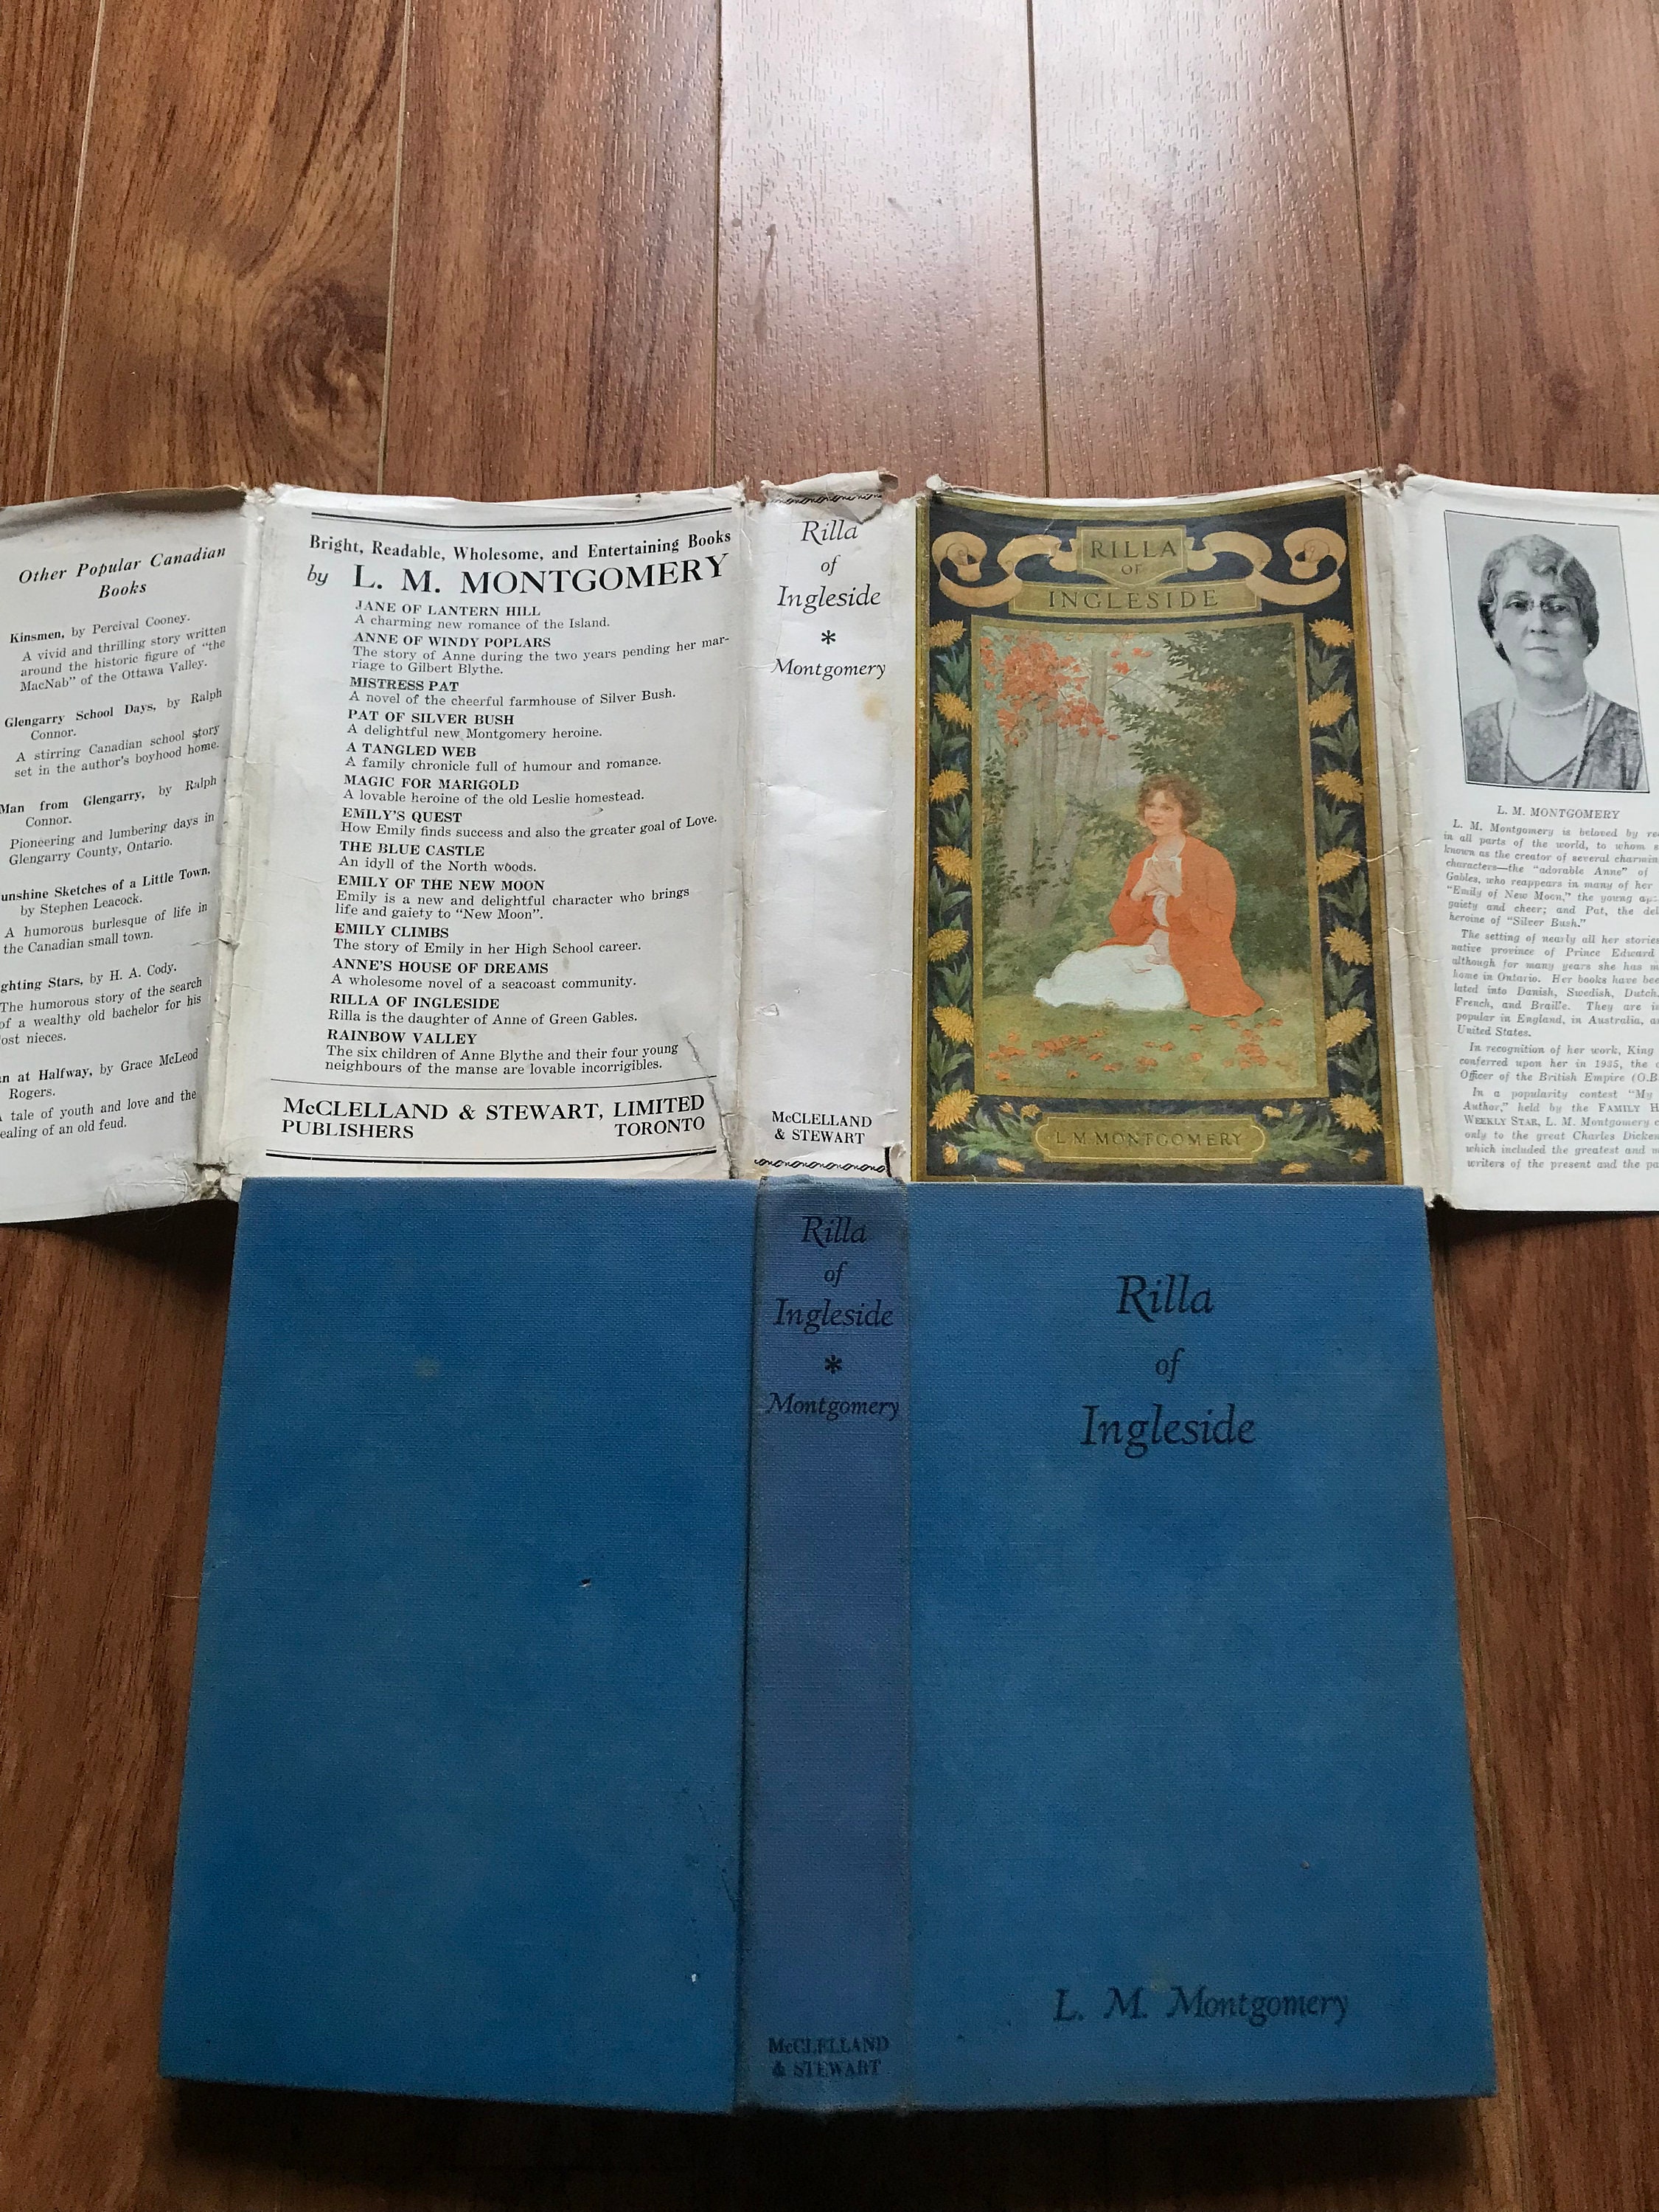 Other Popular Canadian
Books
Kinsmen, by Percival Cooney.
A vivid and thrilling story written
around the historic figure of "the
MacNab" of the Ottawa Valley.
Glengarry School Days, by Ralph
Connor.
A stirring Canadian school story
set in the author's boyhood home.
Man from Glengarry, by Ralph
Connor.
Pioneering and lumbering days in
Glengarry County, Ontario.
unshine Sketches of a Little Town,
by Stephen Leacock.
A humorous burlesque of life in
the Canadian small town.
ghting Stars, by H. A. Cody.
The humorous story of the search
of a wealthy old bachelor for his
ost nieces.
n at Halfway, by Grace McLeod
Rogers.
tale of youth and love and the
ealing of an old feud.
Bright, Readable, Wholesome, and Entertaining Books
by L. M. MONTGOMERY
JANE OF LANTERN HILL
A charming new romance of the Island.
ANNE OF WINDY POPLARS
The story of Anne during the two years pending her mar-
riage to Gilbert Blythe.
MISTRESS PAT
A novel of the cheerful farmhouse of Silver Bush.
PAT OF SILVER BUSH
A delightful new Montgomery heroine.
A TANGLED WEB
A family chronicle full of humour and romance.
MAGIC FOR MARIGOLD
A lovable heroine of the old Leslie homestead.
EMILY'S QUEST
How Emily finds success and also the greater goal of Love.
THE BLUE CASTLE
An idyll of the North woods.
EMILY OF THE NEW MOON
Emily is a new and delightful character who brings
life and gaiety to "New Moon".
EMILY CLIMBS
The story of Emily in her High School career.
ANNE'S HOUSE OF DREAMS
A wholesome novel of a seacoast community.
RILLA OF INGLESIDE
Rilla is the daughter of Anne of Green Gables.
RAINBOW VALLEY
The six children of Anne Blythe and their four young
neighbours of the manse are lovable incorrigibles.
McCLELLAND & STEWART, LIMITED
PUBLISHERS TORONTO
Rilla
of
Ingleside
*
Montgomery
McCLELLAND
& STEWART
RILLA
OF
INGLESIDE
L M MONTGOMERY
L. M. MONTGOMERY
L. M. Montgomery is beloved by re
in all parts of the world, to whom s
known as the creator of several charmin
characters—the "adorable Anne" of
Gables, who reappears in many of her
"Emily of New Moon," the young ap
gaiety and cheer; and Pat, the del
heroine of "Silver Bush."
The setting of nearly all her stories
native province of Prince Edward
although for many years she has m
home in Ontario. Her books have bee
lated into Danish, Swedish, Dutch,
French, and Braille. They are i
popular in England, in Australia, a
United States.
In recognition of her work, King
conferred upon her in 1935, the
Officer of the British Empire (O.B
In a popularity contest "My
Author," held by the FAMILY H
WEEKLY STAR, L. M. Montgomery
only to the great Charles Dicken
which included the greatest and
writers of the present and the pa
Rilla
of
Ingleside
*
Montgomery
McCLELLAND
& STEWART
Rilla
of
Ingleside
L. M. Montgomery